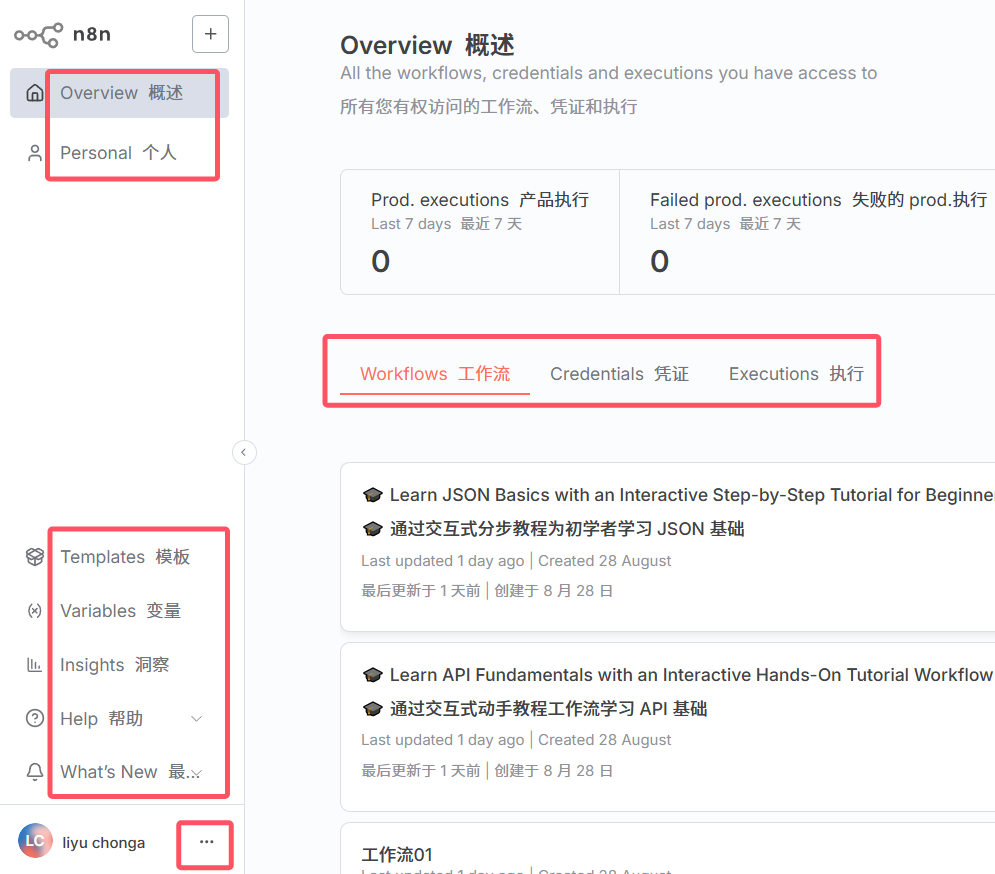 n8n
+
Overview 概述
Personal 个人
Templates 模板
Variables 变量
Insights 洞察
Help 帮助
What’s New 最...
LC liyu chonga ...
Overview 概述
All the workflows, credentials and executions you have access to
所有您有权访问的工作流、凭证和执行
Prod. executions 产品执行
Last 7 days 最近 7 天
0
Failed prod. executions 失败的 prod.执行
Last 7 days 最近 7 天
0
Workflows 工作流 Credentials 凭证 Executions 执行
🎓 Learn JSON Basics with an Interactive Step-by-Step Tutorial for Beginne
🎓 通过交互式分步教程为初学者学习 JSON 基础
Last updated 1 day ago | Created 28 August
最后更新于 1 天前 | 创建于 8 月 28 日
🎓 Learn API Fundamentals with an Interactive Hands-On Tutorial Workflow
🎓 通过交互式动手教程工作流学习 API 基础
Last updated 1 day ago | Created 28 August
最后更新于 1 天前 | 创建于 8 月 28 日
工作流01
Last updated 1 day ago | Created 28 August